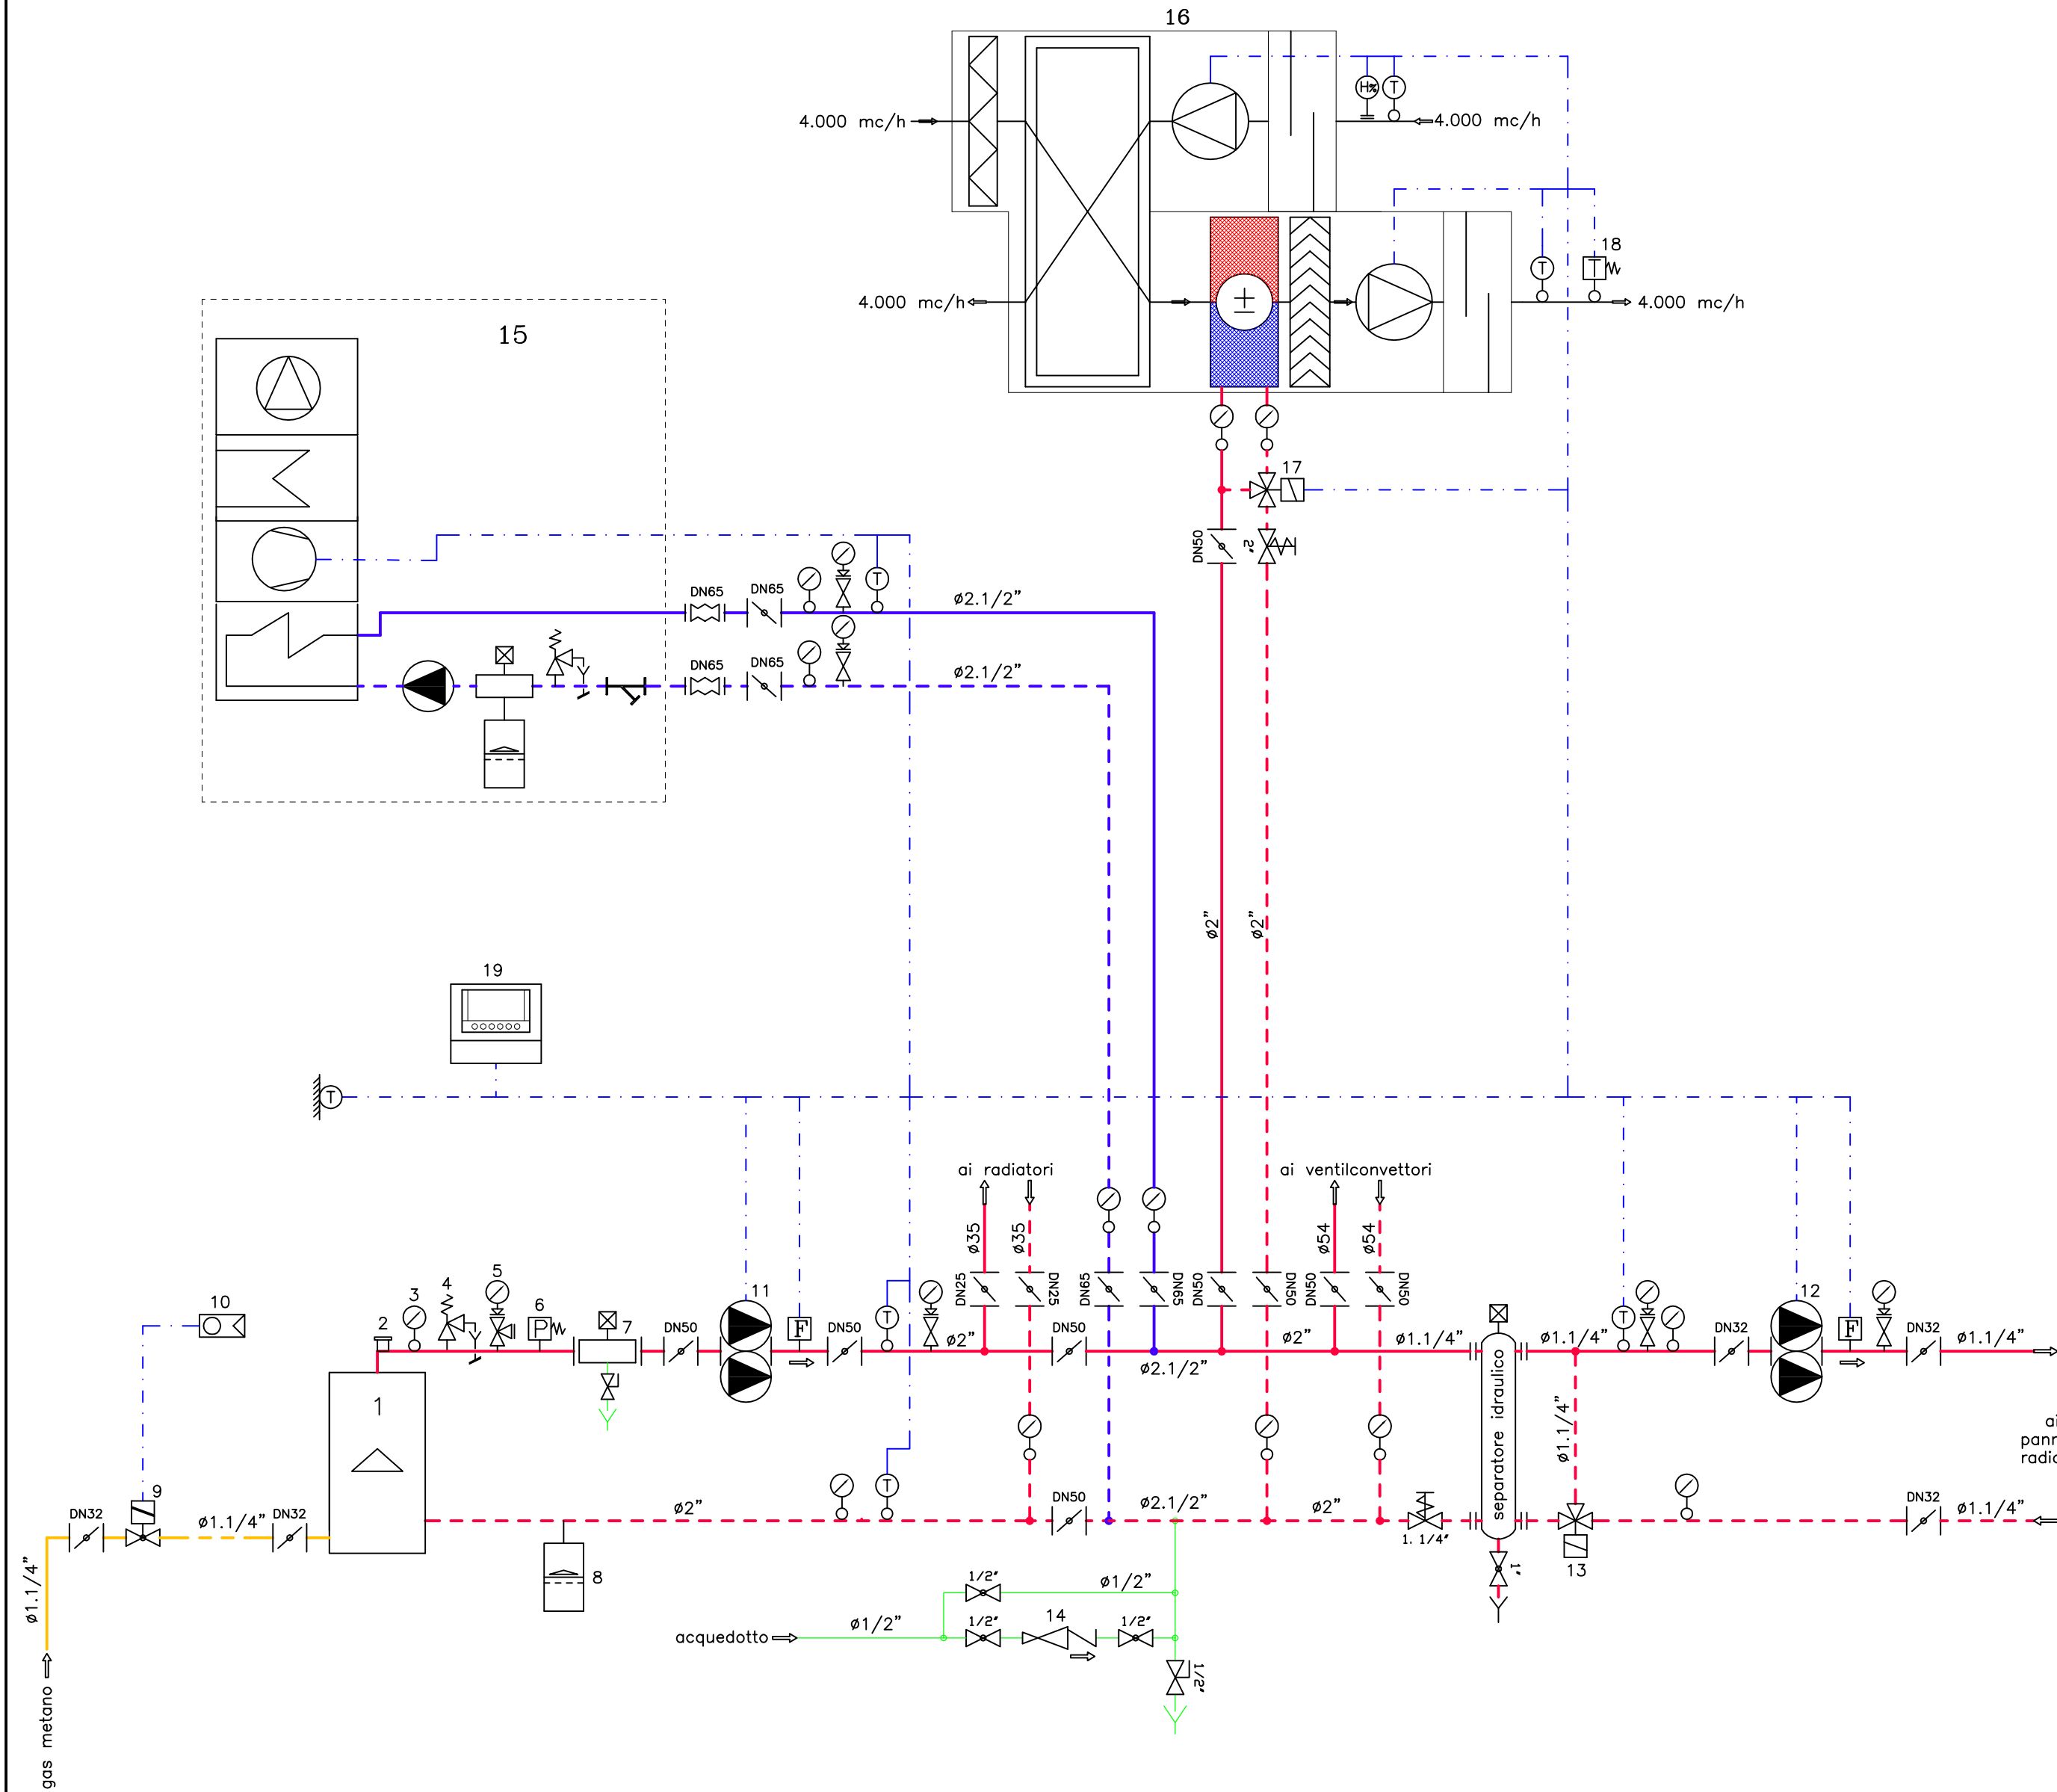 16
4.000 mc/h
H%
T
4.000 mc/h
18
T
T
4.000 mc/h
±
4.000 mc/h
15
17
DN50
2"
DN65
DN65
T
ø2.1/2”
DN65
DN65
ø2.1/2”
ø2”
ø2”
19
T
ai radiatori
ai ventilconvettori
ø35
ø35
ø54
ø54
DN25
DN25
DN65
DN65
DN50
DN50
DN50
DN50
10
2
3
4
5
6
P
7
DN50
11
F
DN50
T
ø2”
DN50
ø2.1/2”
ø2”
ø1.1/4”
ø1.1/4”
T
DN32
12
F
DN32
ø1.1/4”
1
separatore idraulico
ø1.1/4”
ai
pann
radia
DN32
9
ø1.1/4”
DN32
ø2”
T
DN50
ø2.1/2”
ø2”
1. 1/4"
DN32
ø1.1/4”
8
1"
13
ø1.1/4”
1/2"
ø1/2”
acquedotto
ø1/2”
1/2"
14
1/2"
1/2"
gas metano